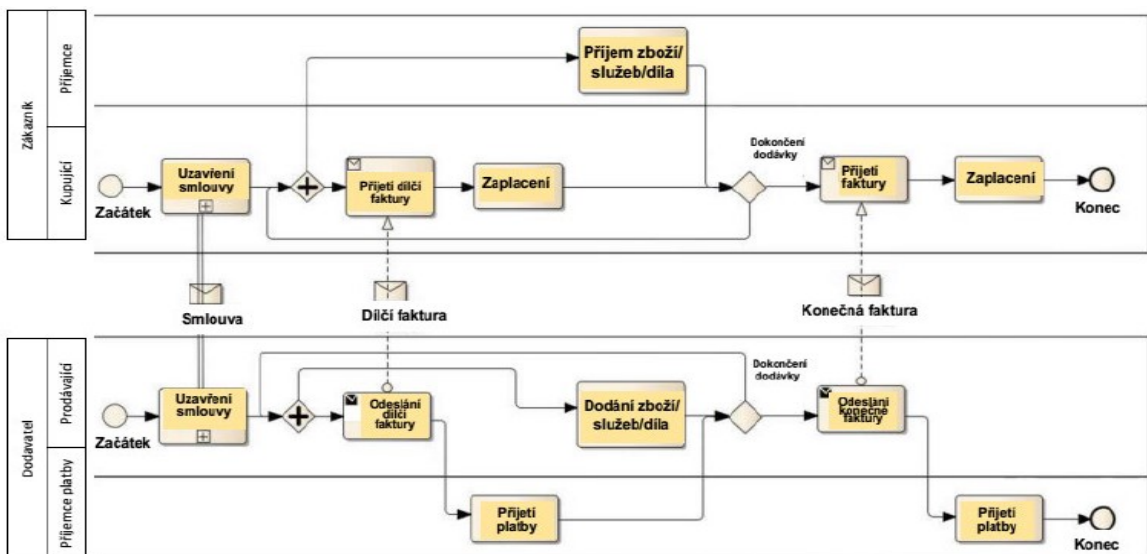 Zákazník
Příjemce
Příjem zboží/
služeb/díla
Kupující
Začátek
Uzavření
smlouvy
Přijetí dílčí
faktury
Zaplacení
Dokončení
dodávky
Přijetí
faktury
Zaplacení
Konec
Smlouva
Dílčí faktura
Konečná faktura
Dodavatel
Prodávající
Začátek
Uzavření
smlouvy
Odeslání
dílčí
faktury
Dodání zboží/
služeb/díla
Dokončení
dodávky
Odeslání
konečné
faktury
Příjemce platby
Přijetí
platby
Přijetí
platby
Konec